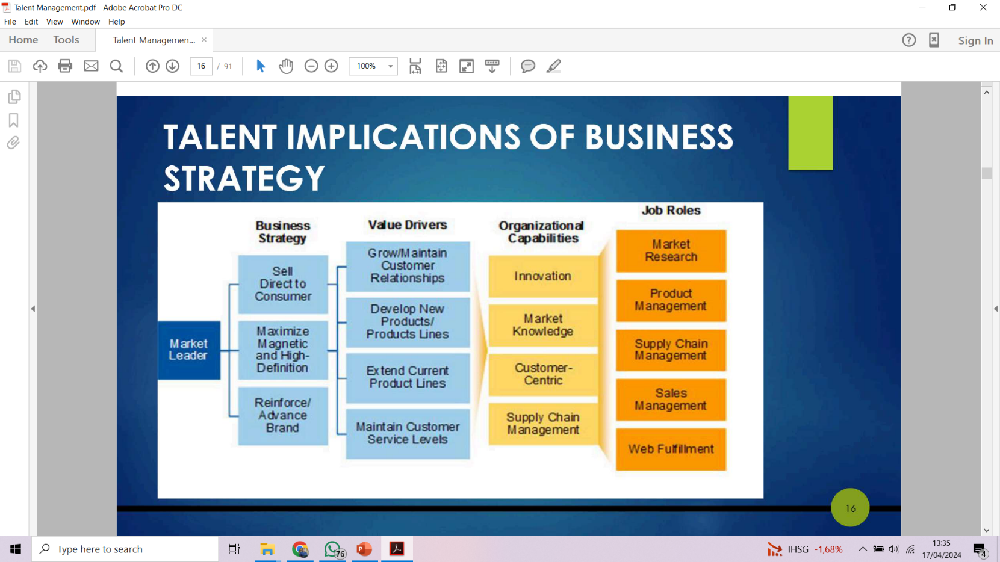 Talent Management.pdf - Adobe Acrobat Pro DC
File Edit View Window Help
Home Tools Talent Managemen... × Sign In
16 / 91 100%
TALENT IMPLICATIONS OF BUSINESS
STRATEGY
Business
Strategy
Value Drivers
Organizational
Capabilities
Job Roles
Market
Leader
Sell
Direct to
Consumer
Maximize
Magnetic
and High-
Definition
Reinforce/
Advance
Brand
Grow/Maintain
Customer
Relationships
Develop New
Products/
Products Lines
Extend Current
Product Lines
Maintain Customer
Service Levels
Innovation
Market
Knowledge
Customer-
Centric
Supply Chain
Management
Market
Research
Product
Management
Supply Chain
Management
Sales
Management
Web Fulfillment
16
Type here to search
76
IHSG -1,68%
13:35
17/04/2024
4